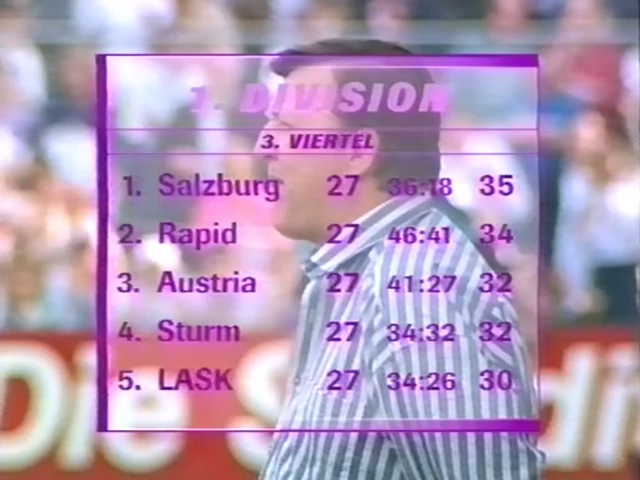 1. DIVISION
3. VIERTEL
1. Salzburg 27 36:18 35
2. Rapid 27 46:41 34
3. Austria 27 41:27 32
4. Sturm 27 34:32 32
5. LASK 27 34:26 30
Die S